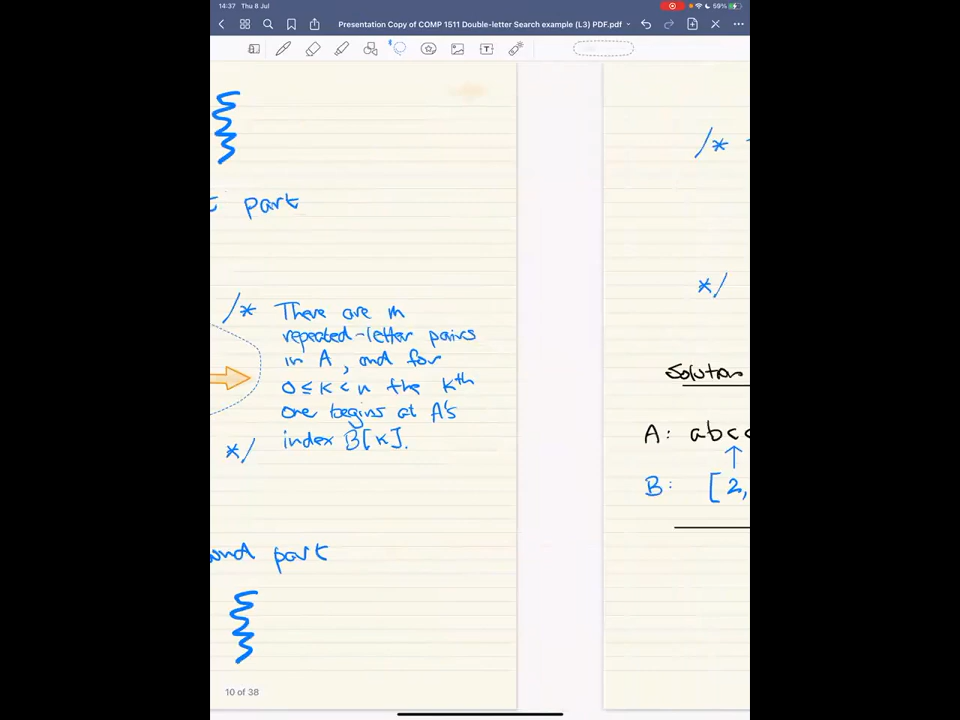 14:37 Thu 8 Jul
59%
Presentation Copy of COMP 1511 Double-letter Search example (L3) PDF.pdf
part
/* There are m
repeated-letter pairs
in A, and for
0 ≤ K < n the Kth
one begins at A's
index B[K].
*/
ond part
10 of 38
/*
*/
Solution
A: abcc
B: [2,